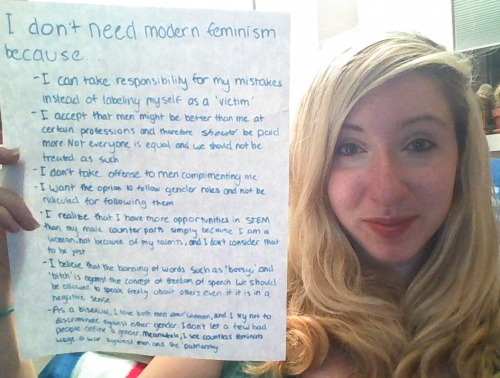 I don't need modern feminism
because...
- I can take responsibility for my mistakes
instead of labeling myself as a 'victim'
- I accept that men might be better than me at
certain professions and therefore should be paid
more. Not everyone is equal and we should not be
treated as such
- I don't take offense to men complimenting me
- I want the option to follow gender roles and not be
ridiculed for following them
- I realize that I have more opportunities in STEM
than my male counter parts simply because I am a
woman, not because of my talents, and I don't consider that
to be just
- I believe that the banning of words such as 'bossy,' and
'bitch' is against the concept of freedom of speech. We should
be allowed to speak freely about others even if it is in a
negative sense
- As a bisexual, I love both men and women, and I try not to
discriminate against either gender. I don't let a few bad
people define a gender. Meanwhile, I see countless feminists
wage a war against men and the patriarchy